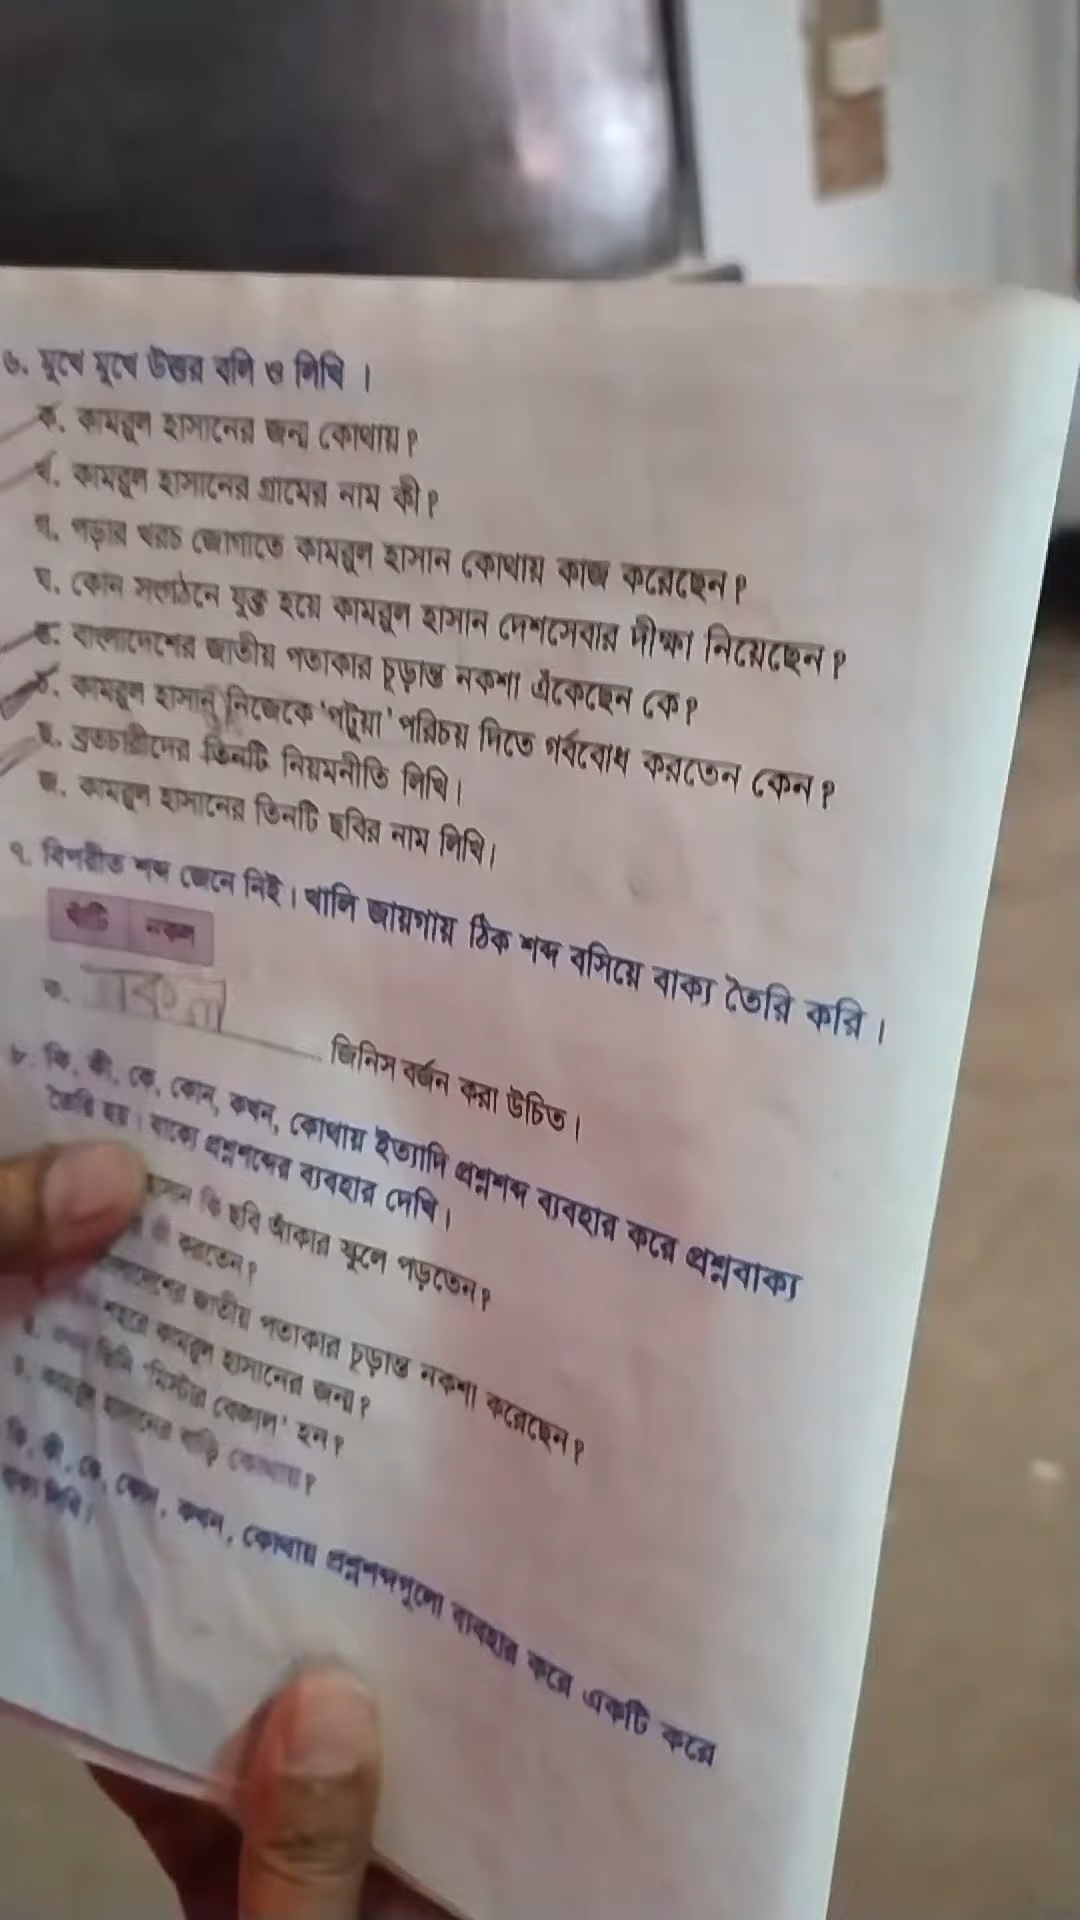 ৬. মুখে মুখে উত্তর বলি ও লিখি ।
ক. কামরুল হাসানের জন্ম কোথায়?
খ. কামরুল হাসানের গ্রামের নাম কী?
গ. পড়ার খরচ জোগাতে কামরুল হাসান কোথায় কাজ করেছেন?
ঘ. কোন সংগঠনে যুক্ত হয়ে কামরুল হাসান দেশসেবার দীক্ষা নিয়েছেন?
ঙ. বাংলাদেশের জাতীয় পতাকার চূড়ান্ত নকশা এঁকেছেন কে?
চ. কামরুল হাসান নিজেকে 'পটুয়া' পরিচয় দিতে গর্ববোধ করতেন কেন?
ছ. ব্রতচারীদের তিনটি নিয়মনীতি লিখি।
জ. কামরুল হাসানের তিনটি ছবির নাম লিখি।
৭. বিপরীত শব্দ জেনে নিই। খালি জায়গায় ঠিক শব্দ বসিয়ে বাক্য তৈরি করি ।
খাঁটি নকল
ক. নকল জিনিস বর্জন করা উচিত।
৮. কি, কী, কে, কোন, কখন, কোথায় ইত্যাদি প্রশ্নশব্দ ব্যবহার করে প্রশ্নবাক্য
তৈরি হয়। বাক্যে প্রশ্নশব্দের ব্যবহার দেখি।
হাসান কি ছবি আঁকার স্কুলে পড়তেন?
কী করতেন?
জাতীয় পতাকার চূড়ান্ত নকশা করেছেন?
শহরে কামরুল হাসানের জন্ম?
ঙ. কখন তিনি 'মিস্টার বেঙ্গল' হন?
চ. কামরুল হাসানের বাড়ি কোথায়?
কি, কী, কে, কোন, কখন, কোথায় প্রশ্নশব্দগুলো ব্যবহার করে একটি করে
বাক্য লিখি।